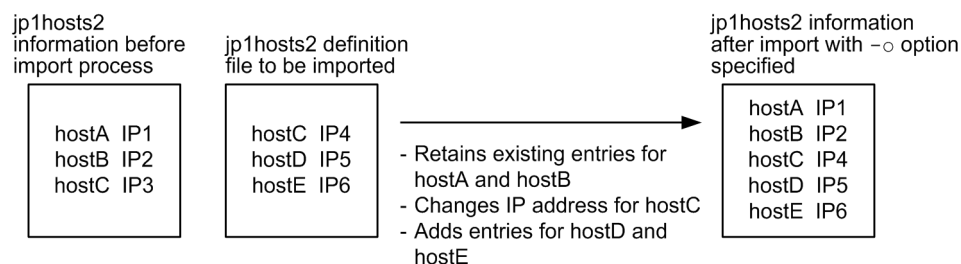 jp1hosts2
information before
import process
hostA IP1
hostB IP2
hostC IP3
jp1hosts2 definition
file to be imported
hostC IP4
hostD IP5
hostE IP6
- Retains existing entries for
hostA and hostB
- Changes IP address for hostC
- Adds entries for hostD and
hostE
jp1hosts2 information
after import with -o option
specified
hostA IP1
hostB IP2
hostC IP4
hostD IP5
hostE IP6